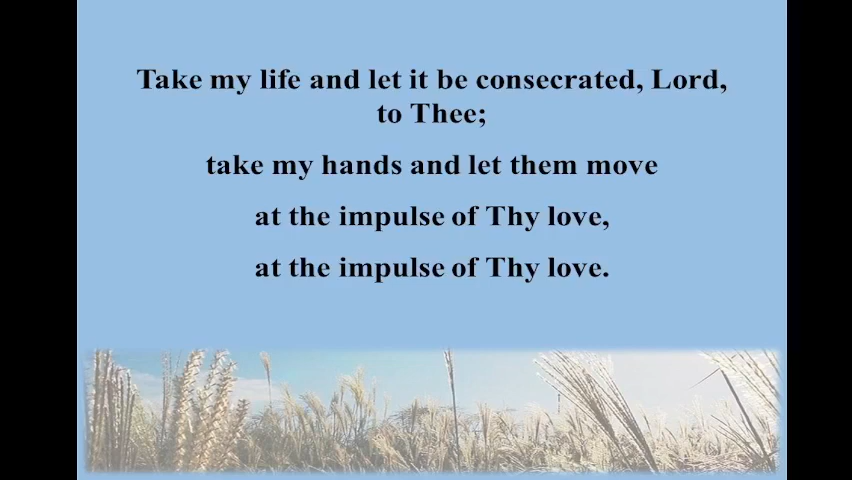 Take my life and let it be consecrated, Lord,
to Thee;
take my hands and let them move
at the impulse of Thy love,
at the impulse of Thy love.